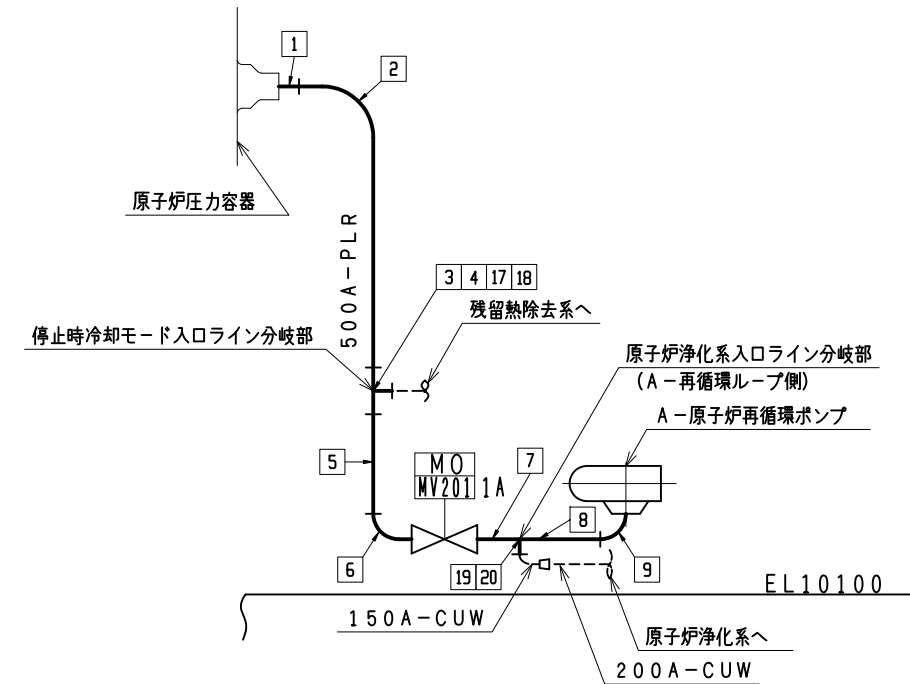 1
2
原子炉圧力容器
500A-PLR
3 4 17 18
残留熱除去系へ
停止時冷却モード入口ライン分岐部
原子炉浄化系入口ライン分岐部
(A-再循環ループ側)
A-原子炉再循環ポンプ
5
MO
MV201 1A
7
8
6
19 20
9
EL10100
150A-CUW
原子炉浄化系へ
200A-CUW